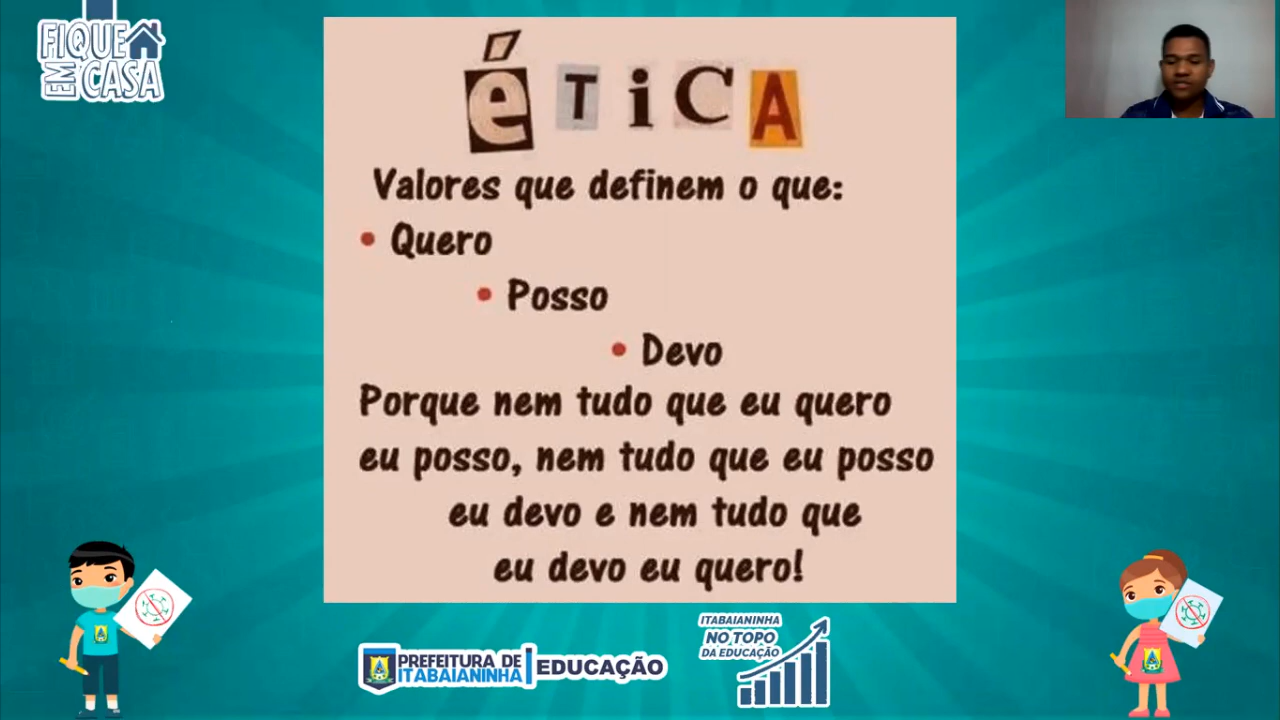 FIQUE
EM CASA
éTiCA
Valores que definem o que:
• Quero
• Posso
• Devo
Porque nem tudo que eu quero
eu posso, nem tudo que eu posso
eu devo e nem tudo que
eu devo eu quero!
PREFEITURA DE
ITABAIANINHA
EDUCAÇÃO
ITABAIANINHA
NO TOPO
DA EDUCAÇÃO